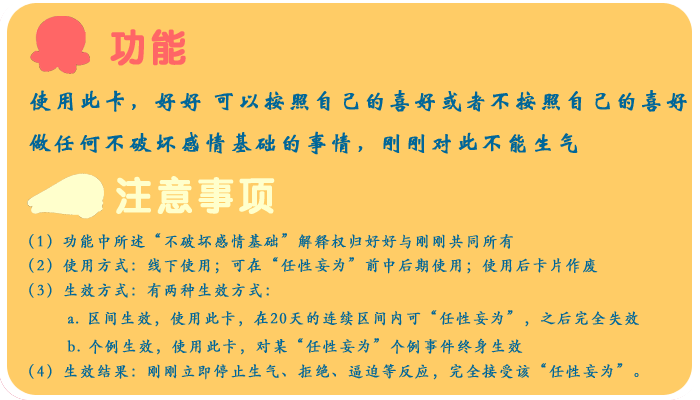 功能
使用此卡，好好 可以按照自己的喜好或者不按照自己的喜好
做任何不破坏感情基础的事情，刚刚对此不能生气
注意事项
（1）功能中所述“不破坏感情基础”解释权归好好与刚刚共同所有
（2）使用方式：线下使用；可在“任性妄为”前中后期使用；使用后卡片作废
（3）生效方式：有两种生效方式：
a. 区间生效，使用此卡，在20天的连续区间内可“任性妄为”，之后完全失效
b. 个例生效，使用此卡，对某“任性妄为”个例事件终身生效
（4）生效结果：刚刚立即停止生气、拒绝、逼迫等反应，完全接受该“任性妄为”。